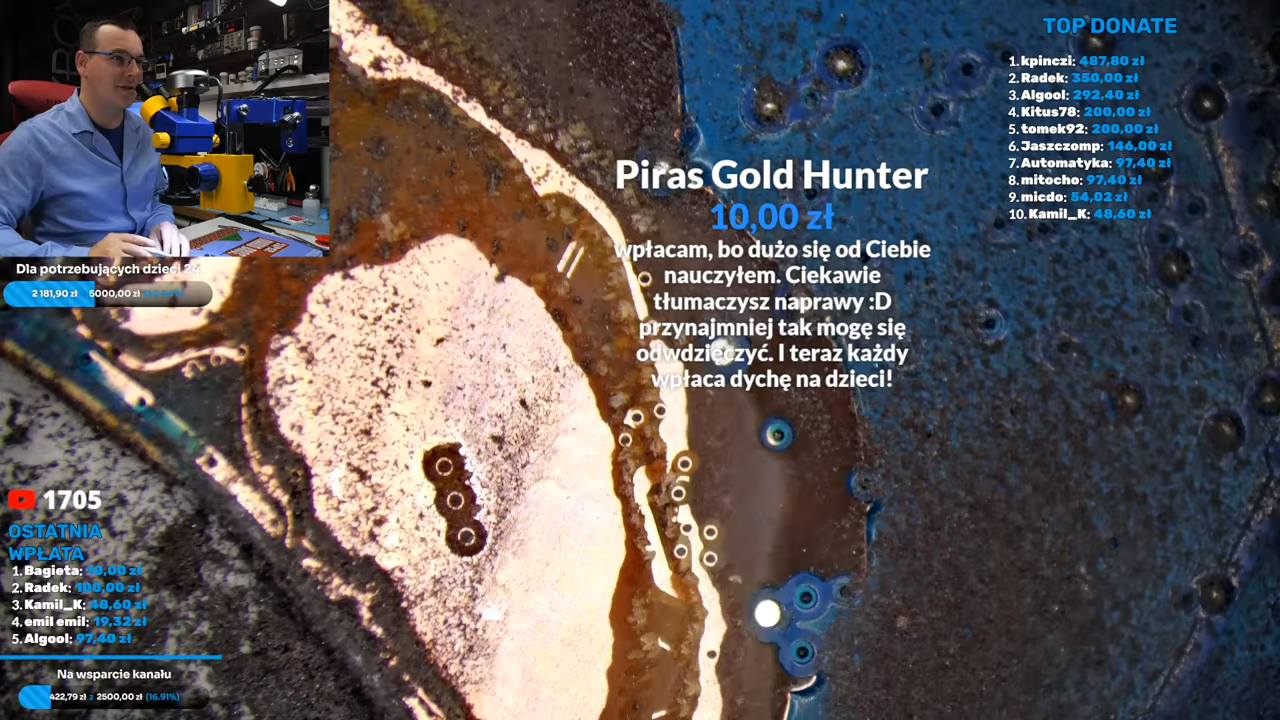 TOP DONATE
1. kpinczi: 487,80 zł
2. Radek: 350,00 zł
3. Algool: 292,40 zł
4. Kitus78: 200,00 zł
5. tomek92: 200,00 zł
6. Jaszczomp: 146,00 zł
7. Automatyka: 97,40 zł
8. mitocho: 97,40 zł
9. micdo: 54,02 zł
10. Kamil_K: 48,60 zł
Piras Gold Hunter
10,00 zł
wpłacam, bo dużo się od Ciebie
nauczyłem. Ciekawie
tłumaczysz naprawy :D
przynajmniej tak mogę się
odwdzięczyć. I teraz każdy
wpłaca dychę na dzieci!
Dla potrzebujących dzieci 24
2 181,90 zł 5000,00 zł
1705
OSTATNIA
WPŁATA
1. Bagieta: 10,00 zł
2. Radek: 100,00 zł
3. Kamil_K: 48,60 zł
4. emil emil: 19,32 zł
5. Algool: 97,40 zł
Na wsparcie kanału
422,79 zł z 2500,00 zł (16.91%)